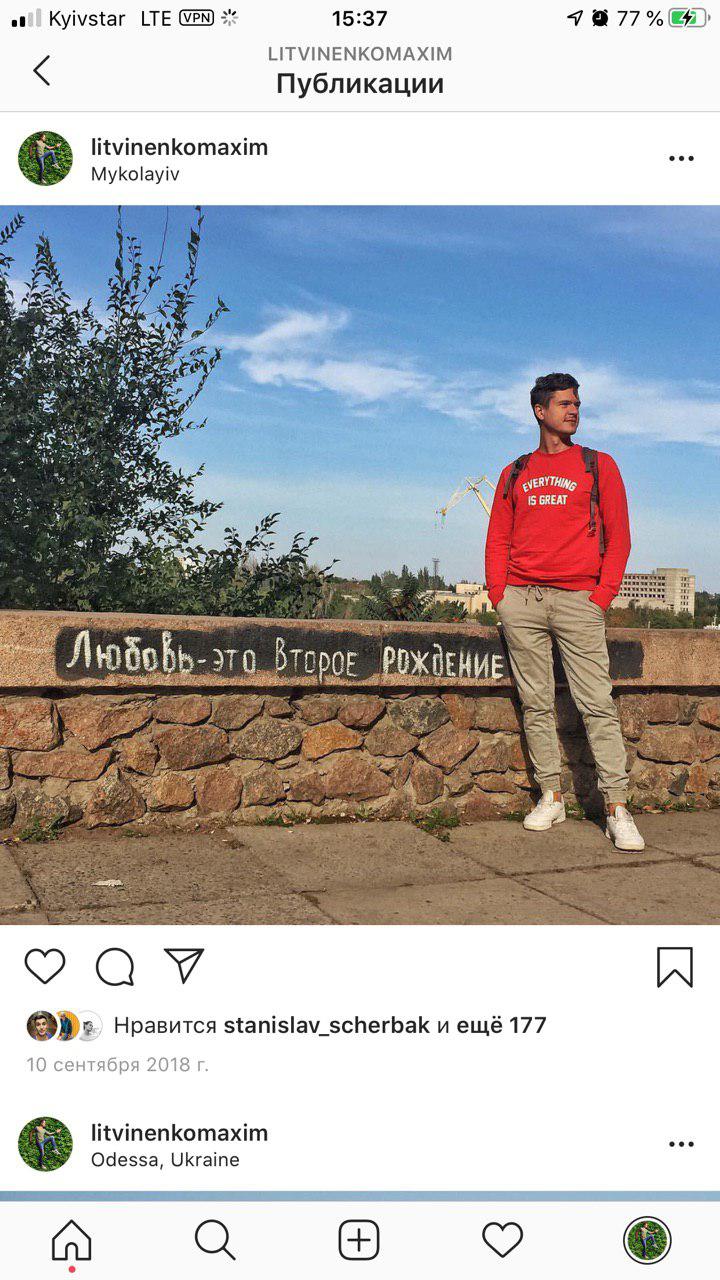 Kyivstar LTE VPN 15:37 77 %
LITVINENKOMAXIM
Публикации
litvinenkomaxim
Mykolayiv
EVERYTHING
IS GREAT
Любовь-это Второе РОЖДЕНИЕ
Нравится stanislav_scherbak и ещё 177
10 сентября 2018 г.
litvinenkomaxim
Odessa, Ukraine